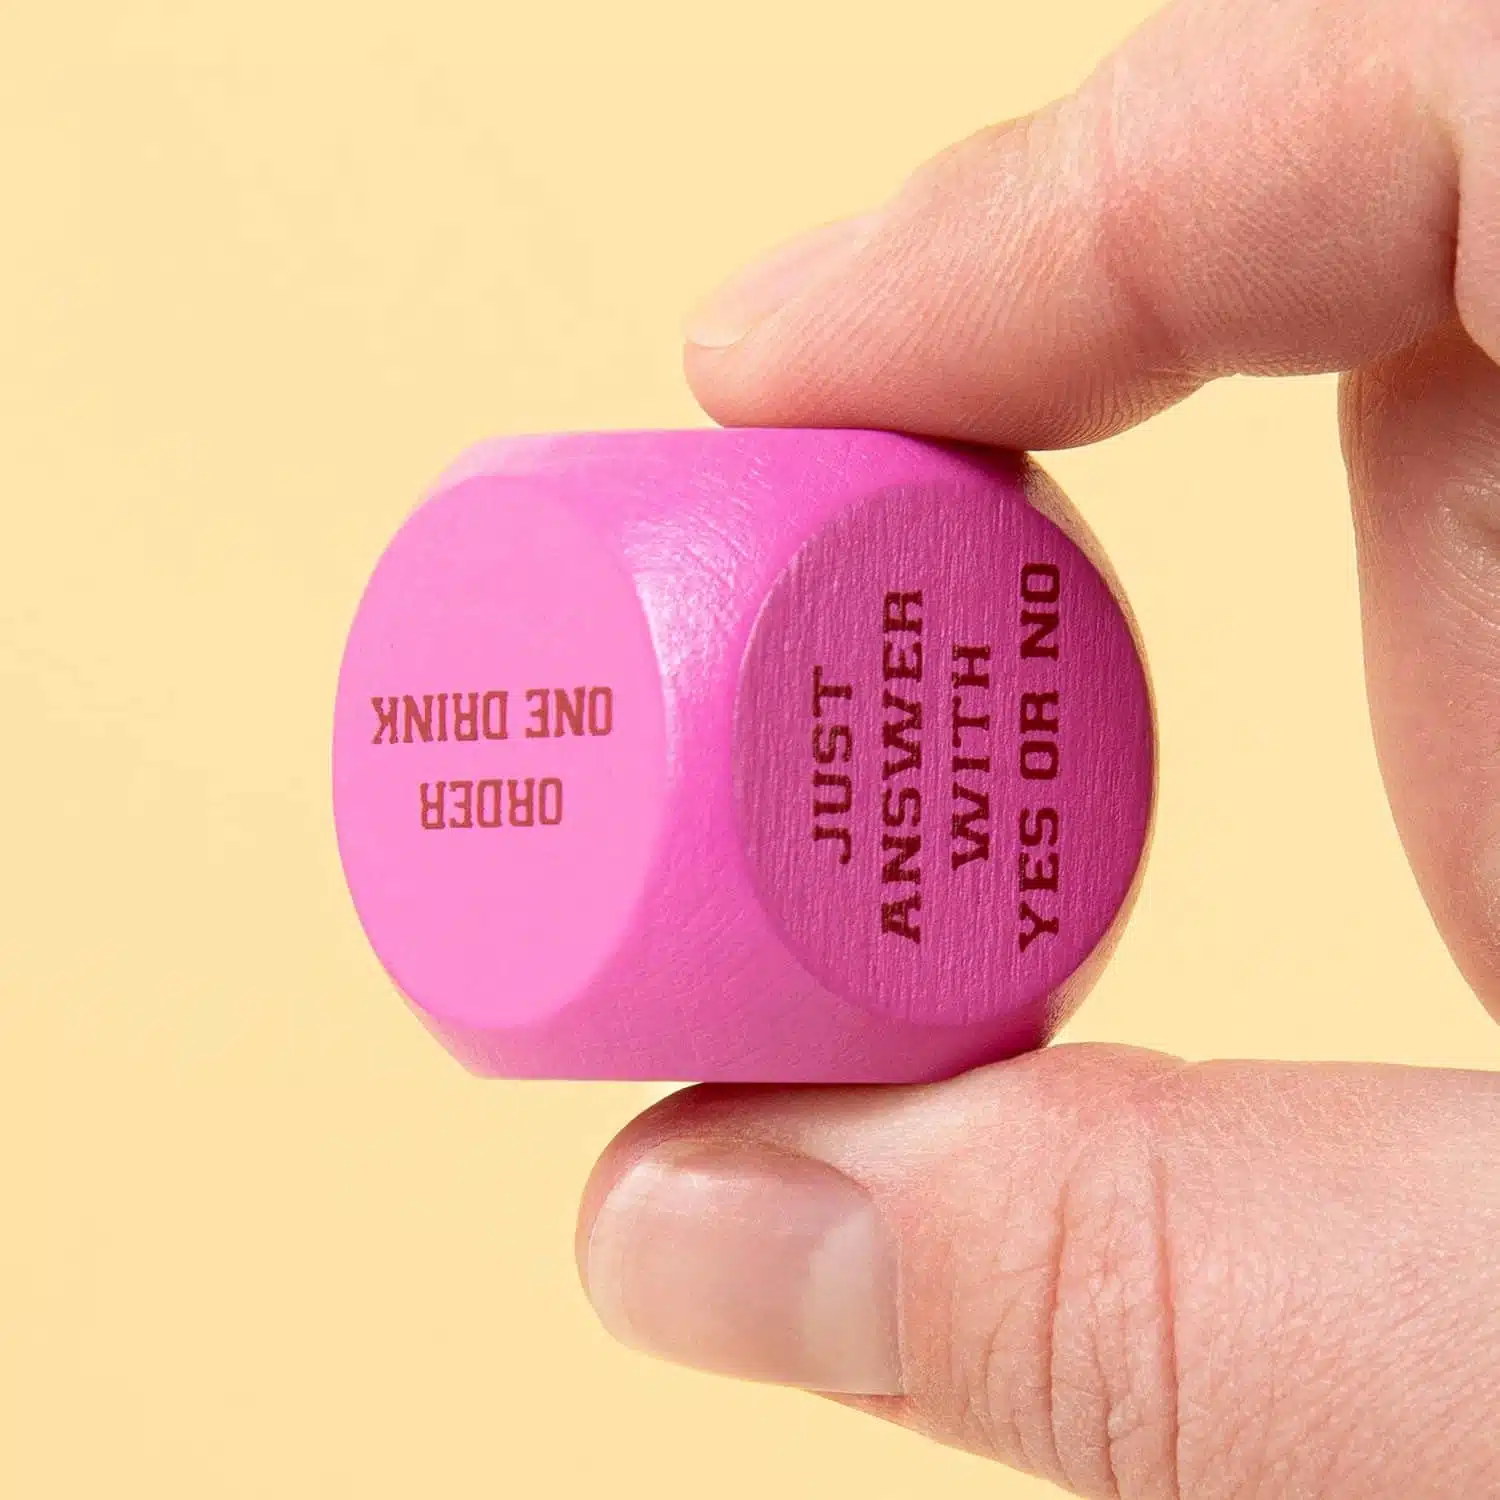 ORDER
ONE DRINK
JUST
ANSWER
WITH
YES OR NO